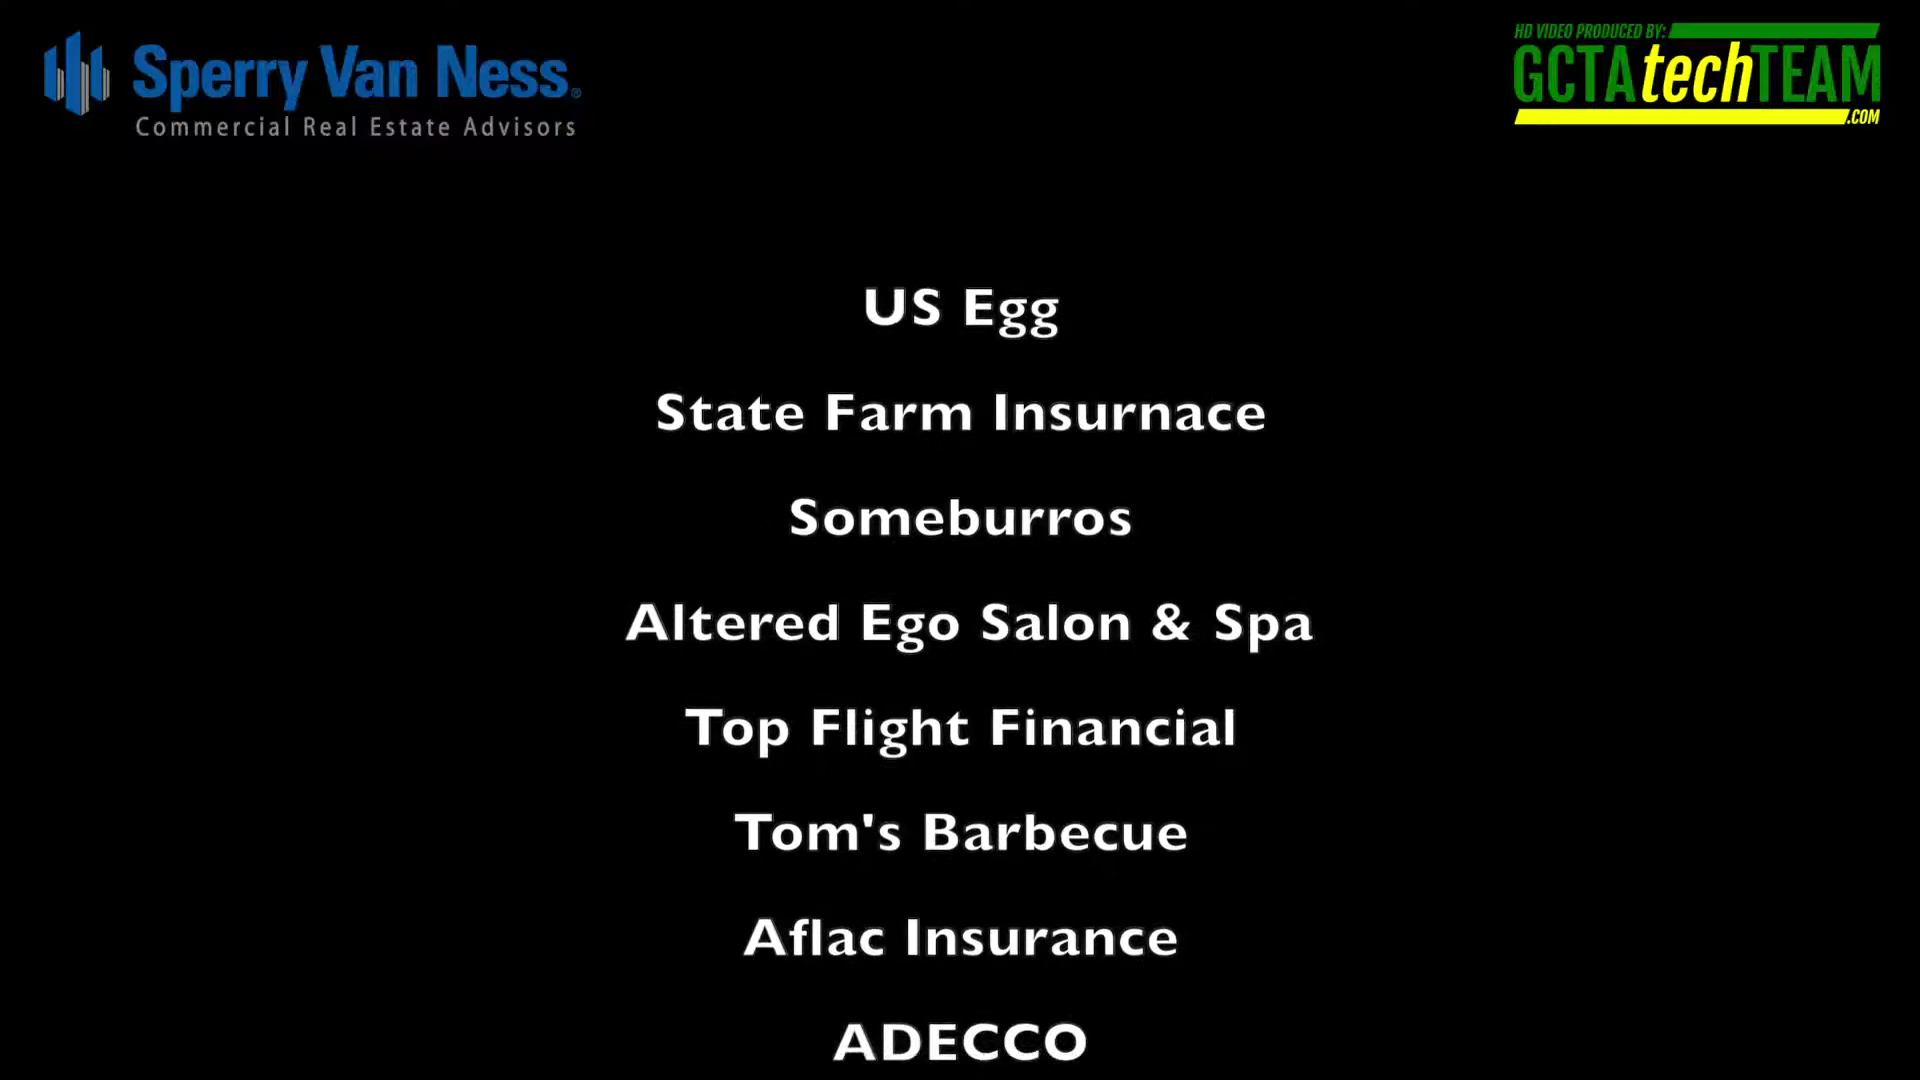 Sperry Van Ness®
Commercial Real Estate Advisors
HD VIDEO PRODUCED BY:
GCTAtechTEAM
.COM
US Egg
State Farm Insurnace
Someburros
Altered Ego Salon & Spa
Top Flight Financial
Tom's Barbecue
Aflac Insurance
ADECCO